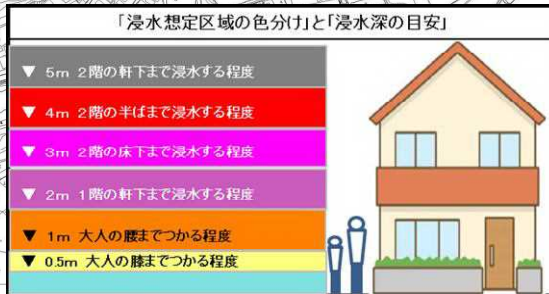 「浸水想定区域の色分け」と「浸水深の目安」
▼ 5m 2階の軒下まで浸水する程度
▼ 4m 2階の半ばまで浸水する程度
▼ 3m 2階の床下まで浸水する程度
▼ 2m 1階の軒下まで浸水する程度
▼ 1m 大人の腰までつかる程度
▼ 0.5m 大人の膝までつかる程度